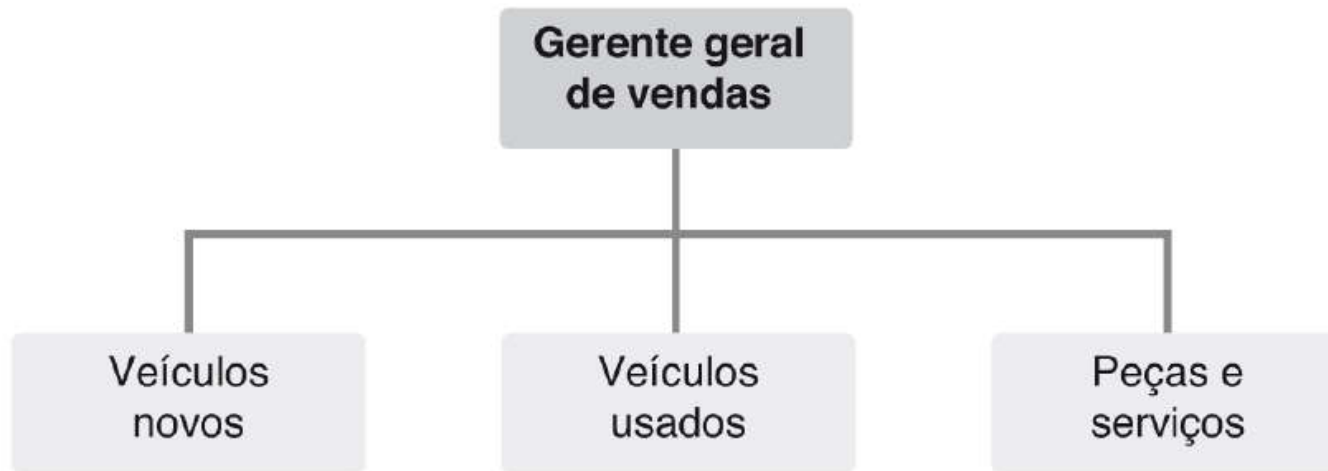 Gerente geral
de vendas
Veículos
novos
Veículos
usados
Peças e
serviços